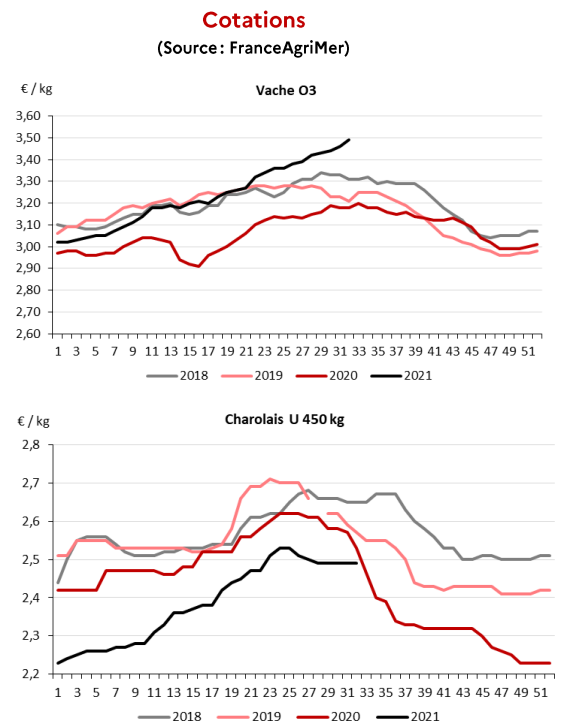 Cotations
(Source : FranceAgriMer)
€ / kg
Vache O3
3,60
3,50
3,40
3,30
3,20
3,10
3,00
2,90
2,80
2,70
2,60
1 3 5 7 9 11 13 15 17 19 21 23 25 27 29 31 33 35 37 39 41 43 45 47 49 51
2018 2019 2020 2021
€ / kg
Charolais U 450 kg
2,8
2,7
2,6
2,5
2,4
2,3
2,2
1 3 5 7 9 11 13 15 17 19 21 23 25 27 29 31 33 35 37 39 41 43 45 47 49 51
2018 2019 2020 2021